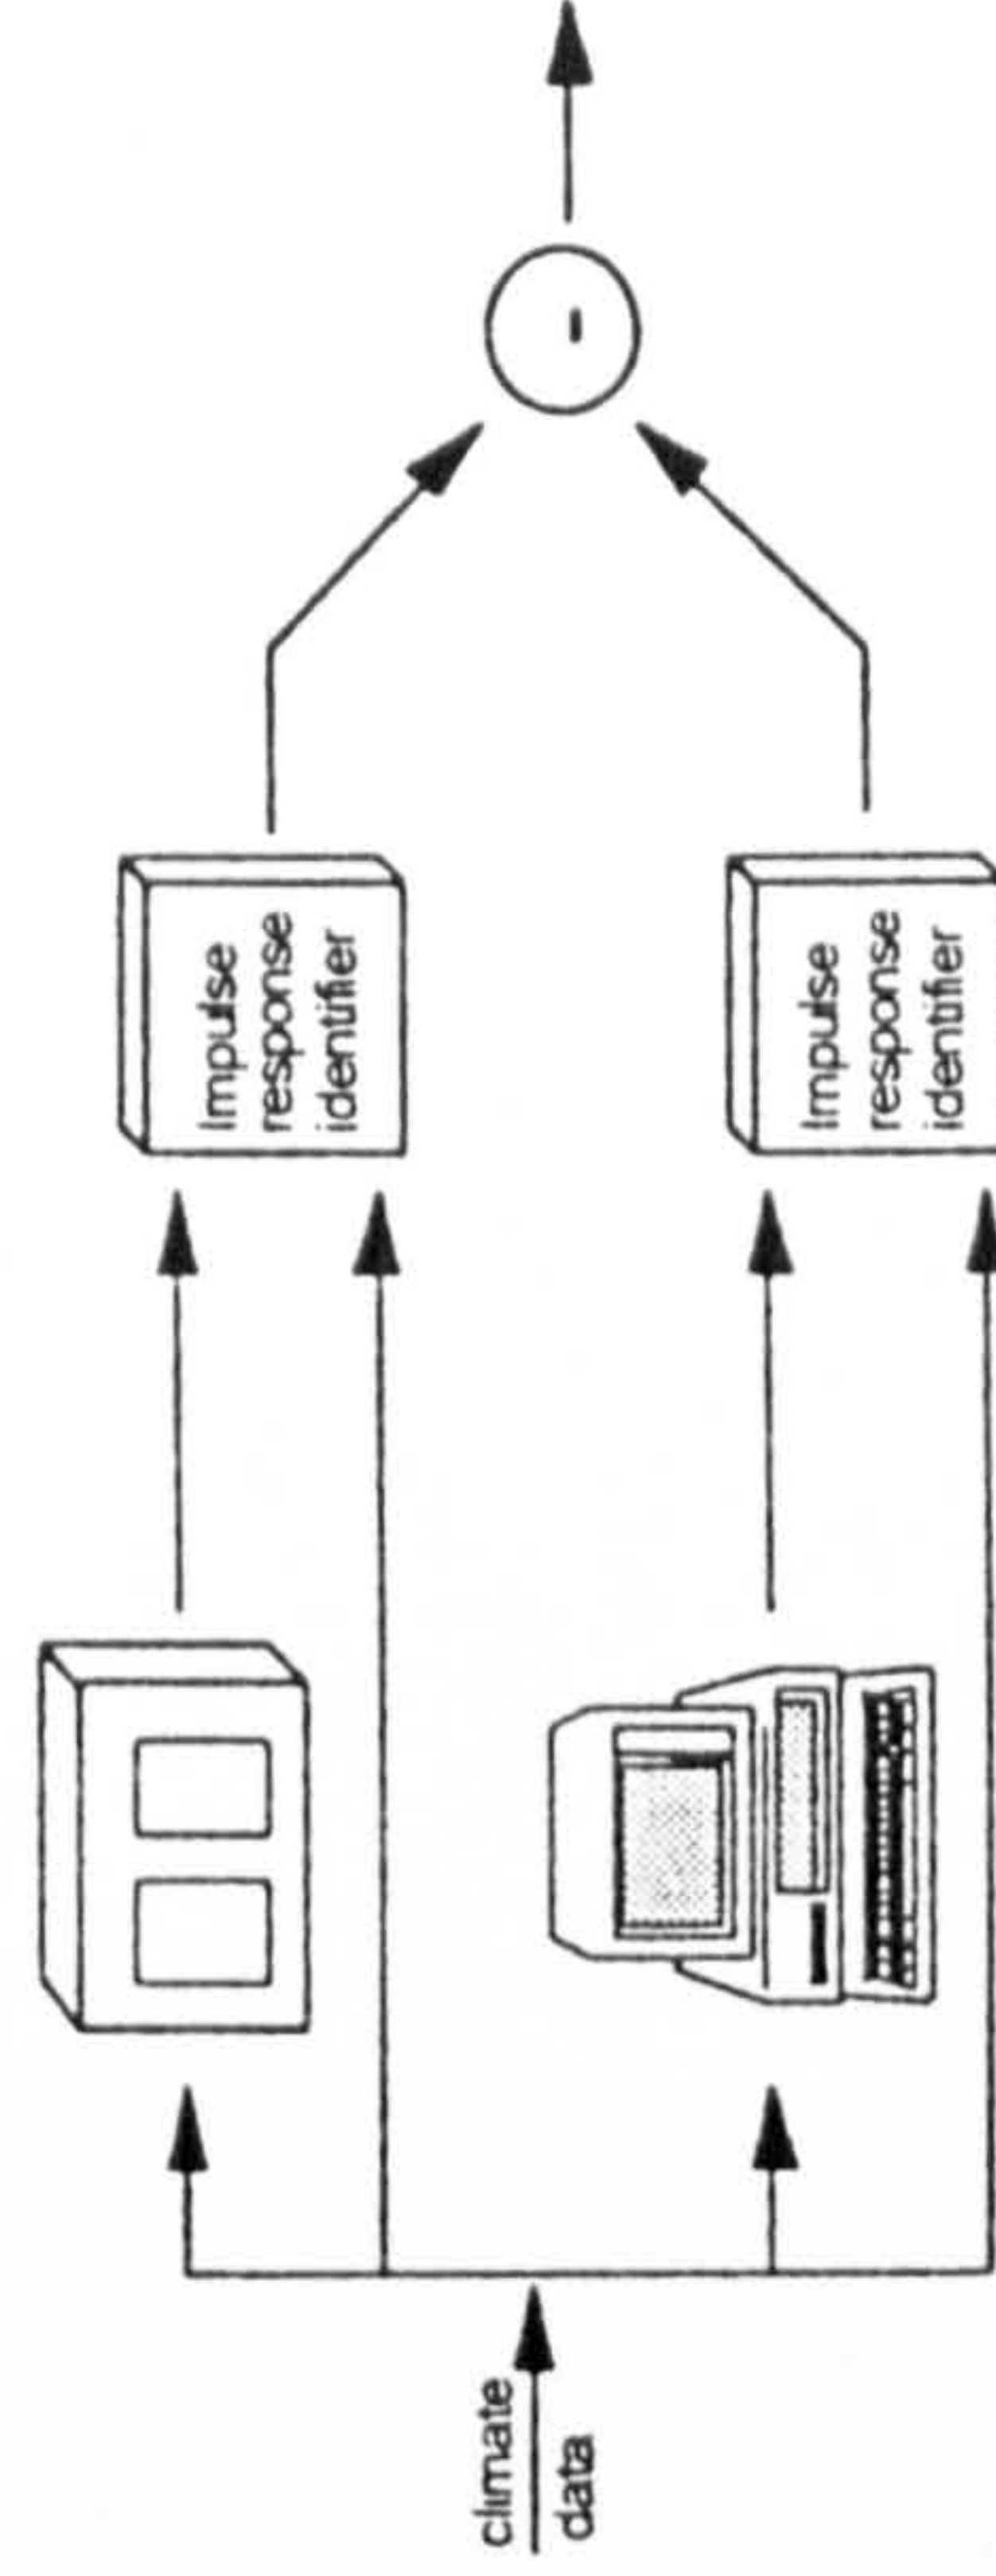 climate
data
Impulse
response
identifier
Impulse
response
identifier
-